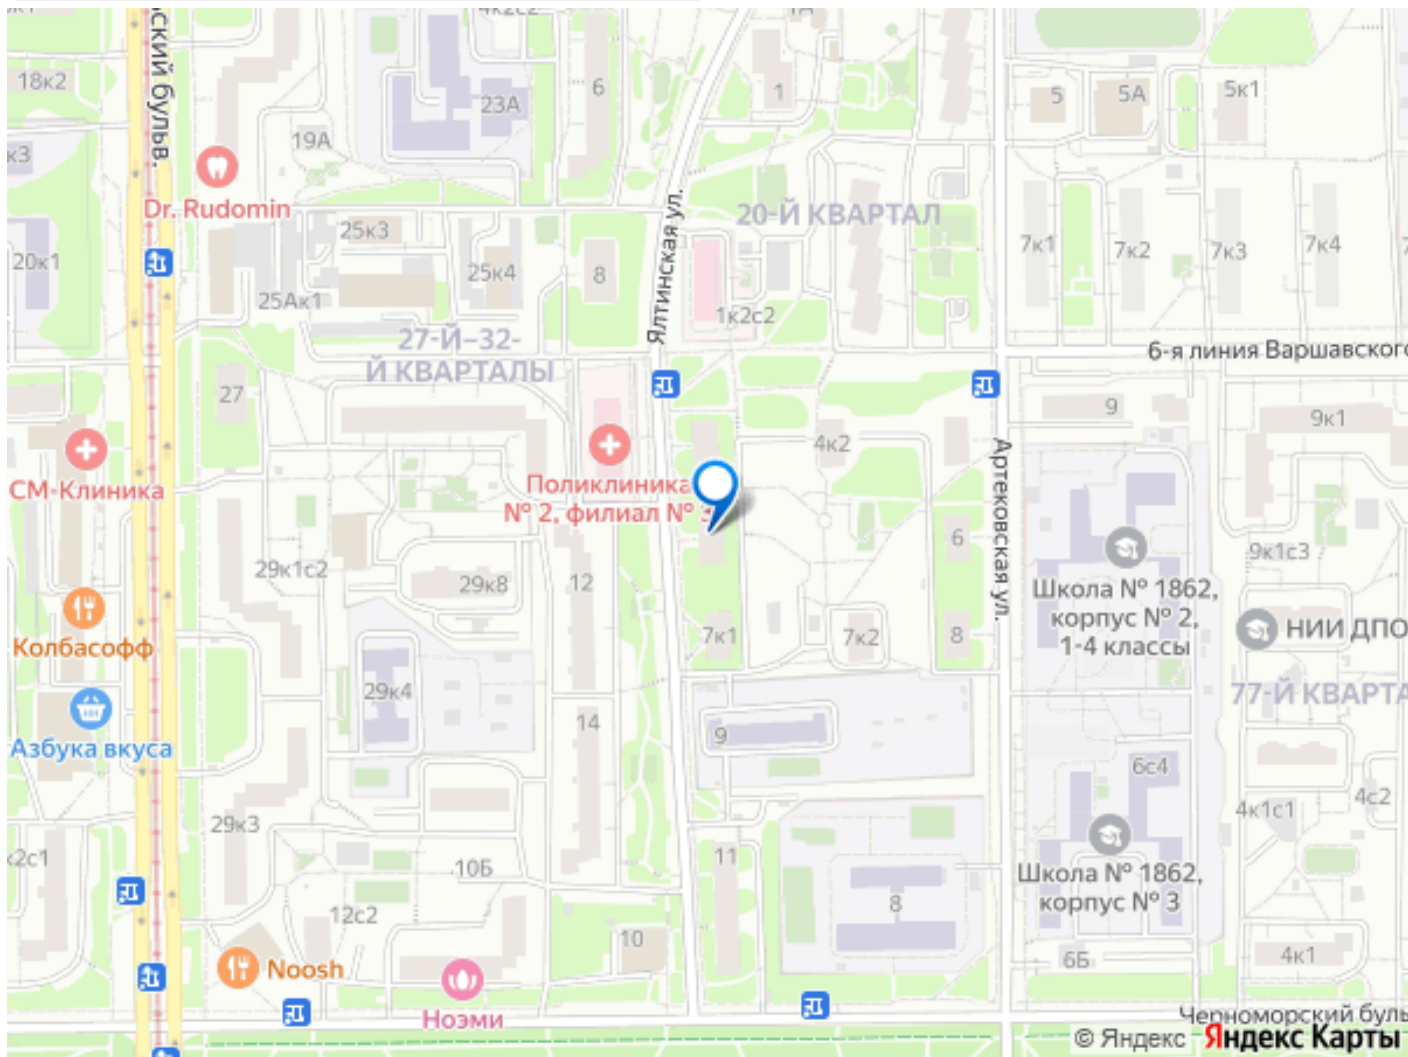 4к2с2
1А
ский бульв.
18к2
23А
6
1
5
5А
5к1
19А
к3
Dr. Rudomin
25к3
Ялтинская ул.
20-Й КВАРТАЛ
7к1
7к2
7к3
7к4
20к1
25к4
8
25Ак1
1к2с2
27-Й–32-
Й КВАРТАЛЫ
6-я линия Варшавского
27
9
9к1
4к2
Артековская ул.
СМ-Клиника
Поликлиника
№ 2, филиал №
6
9к1с3
29к1с2
29к8
12
Школа № 1862,
корпус № 2,
1-4 классы
Колбасофф
7к1
7к2
8
НИИ ДПО
29к4
77-Й КВАРТА
Азбука вкуса
14
9
6с4
4с2
4к1с1
29к3
к2с1
10Б
11
Школа № 1862,
корпус № 3
8
12с2
10
6Б
4к1
Noosh
Ноэми
Черноморский буль
© Яндекс Яндекс Карты